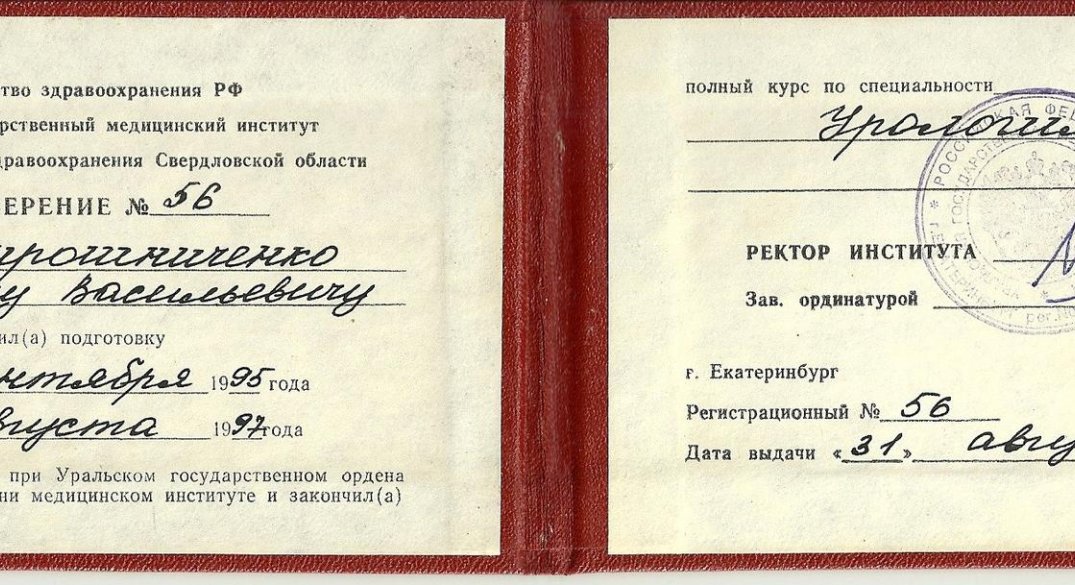 тво здравоохранения РФ
арственный медицинский институт
дравоохранения Свердловской области
ЕРЕНИЕ № 56
ирошниченко
у Васильевичу
ил(а) подготовку
нтября 1995 года
вгуста 1997 года
при Уральском государственном ордена
ни медицинском институте и закончил(а)
полный курс по специальности
Урологи
РЕКТОР ИНСТИТУТА
Зав. ординатурой
г. Екатеринбург
Регистрационный № 56
Дата выдачи «31» авгу